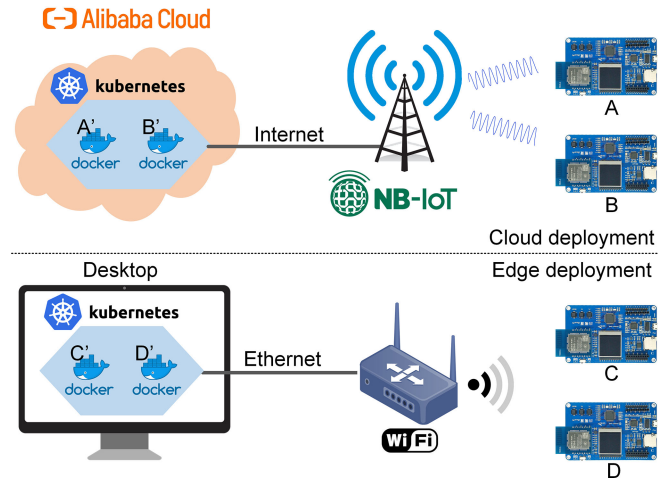 Alibaba Cloud
kubernetes
A’
B’
docker
docker
Internet
NB-IoT
A
B
Cloud deployment
Desktop
Edge deployment
kubernetes
C’
D’
docker
docker
Ethernet
WiFi
C
D